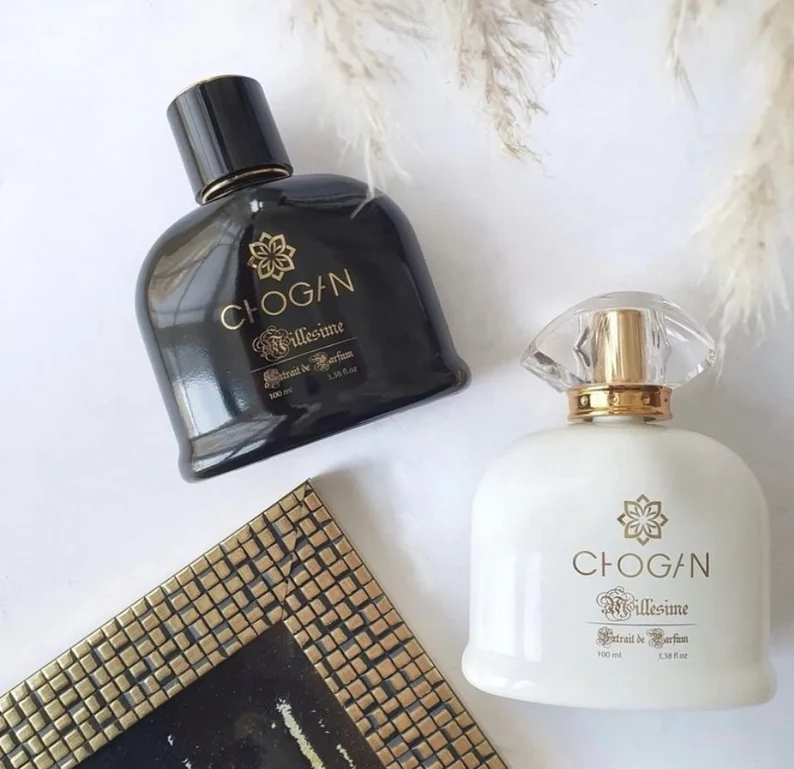 CHOGAN
Millesime
Extrait de Parfum
100 ml 3,38 fl oz
CHOGAN
Millesime
Extrait de Parfum
100 ml 3,38 fl oz